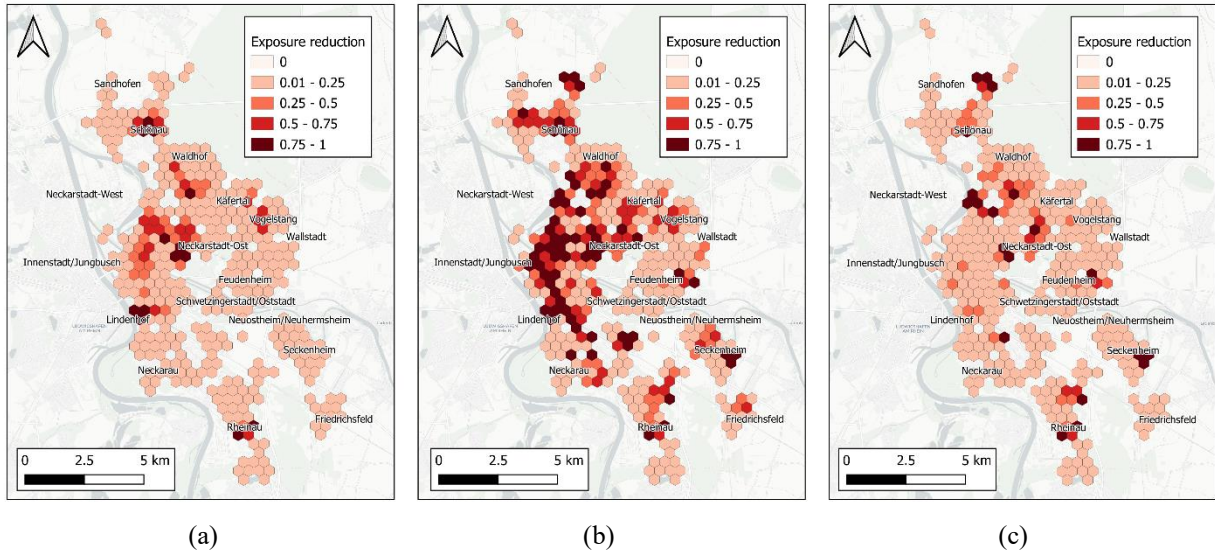 Exposure reduction
0
0.01 - 0.25
0.25 - 0.5
0.5 - 0.75
0.75 - 1
Sandhofen
Schönau
Waldhof
Neckarstadt-West
Käfertal
Vogelstang
Wallstadt
Neckarstadt-Ost
Innenstadt/Jungbusch
Feudenheim
Schwetzingerstadt/Oststadt
Lindenhof
Neuostheim/Neuhermsheim
Seckenheim
Neckarau
Friedrichsfeld
Rheinau
0 2.5 5 km
(a)
Exposure reduction
0
0.01 - 0.25
0.25 - 0.5
0.5 - 0.75
0.75 - 1
Sandhofen
Schönau
Waldhof
Neckarstadt-West
Käfertal
Vogelstang
Wallstadt
Neckarstadt-Ost
Innenstadt/Jungbusch
Feudenheim
Schwetzingerstadt/Oststadt
Lindenhof
Neuostheim/Neuhermsheim
Seckenheim
Neckarau
Friedrichsfeld
Rheinau
0 2.5 5 km
(b)
Exposure reduction
0
0.01 - 0.25
0.25 - 0.5
0.5 - 0.75
0.75 - 1
Sandhofen
Schönau
Waldhof
Neckarstadt-West
Käfertal
Vogelstang
Wallstadt
Neckarstadt-Ost
Innenstadt/Jungbusch
Feudenheim
Schwetzingerstadt/Oststadt
Lindenhof
Neuostheim/Neuhermsheim
Seckenheim
Neckarau
Friedrichsfeld
Rheinau
0 2.5 5 km
(c)